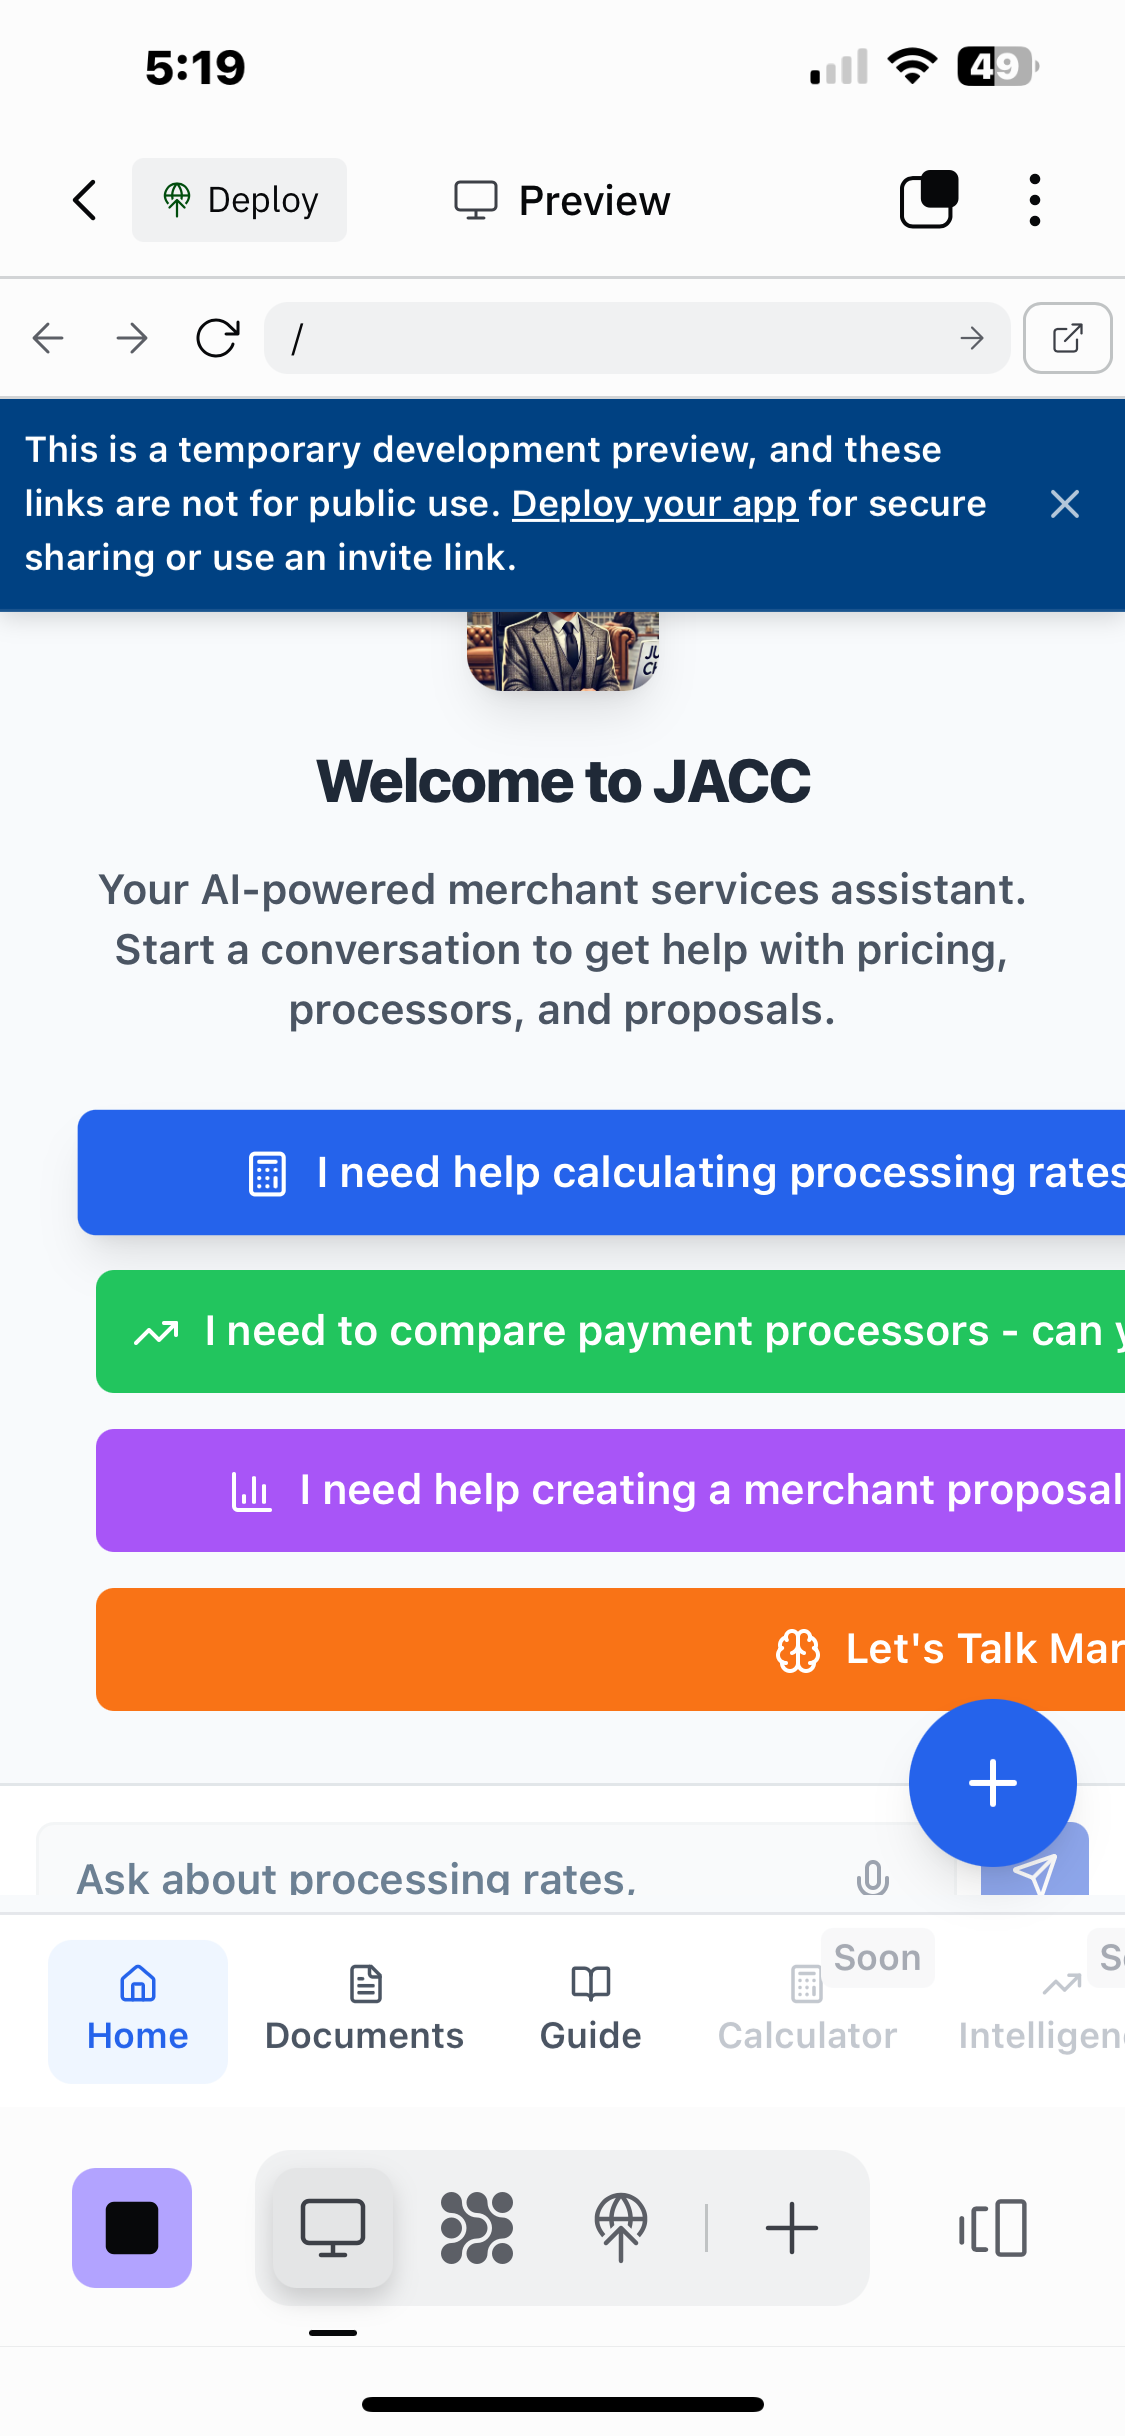 5:19
49
Deploy
Preview
/
This is a temporary development preview, and these
links are not for public use. Deploy your app for secure
sharing or use an invite link.
JU
Welcome to JACC
Your AI-powered merchant services assistant.
Start a conversation to get help with pricing,
processors, and proposals.
I need help calculating processing rates
I need to compare payment processors - can y
I need help creating a merchant proposal
Let's Talk Mar
Ask about processing rates,
Soon
So
Home
Documents
Guide
Calculator
Intelligen